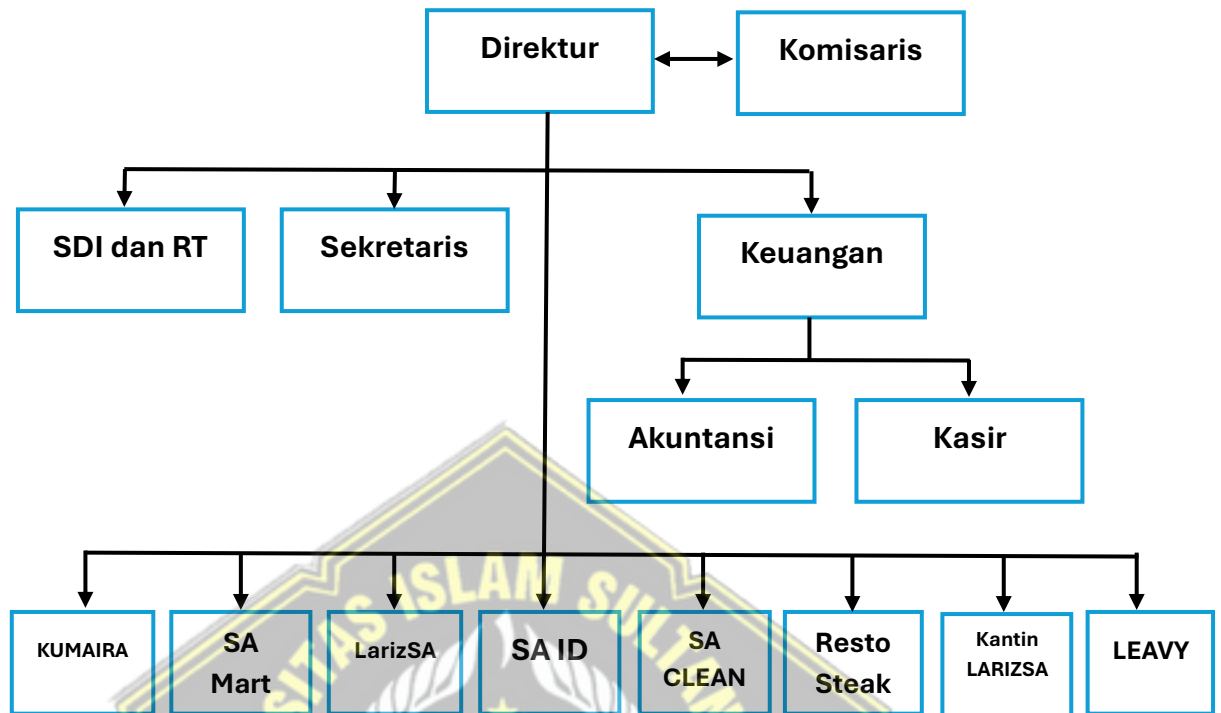 Direktur
Komisaris
SDI dan RT
Sekretaris
Keuangan
Akuntansi
Kasir
KUMAIRA
SA
Mart
LarizSA
SA ID
SA
CLEAN
Resto
Steak
Kantin
LARIZSA
LEAVY
ISLAM